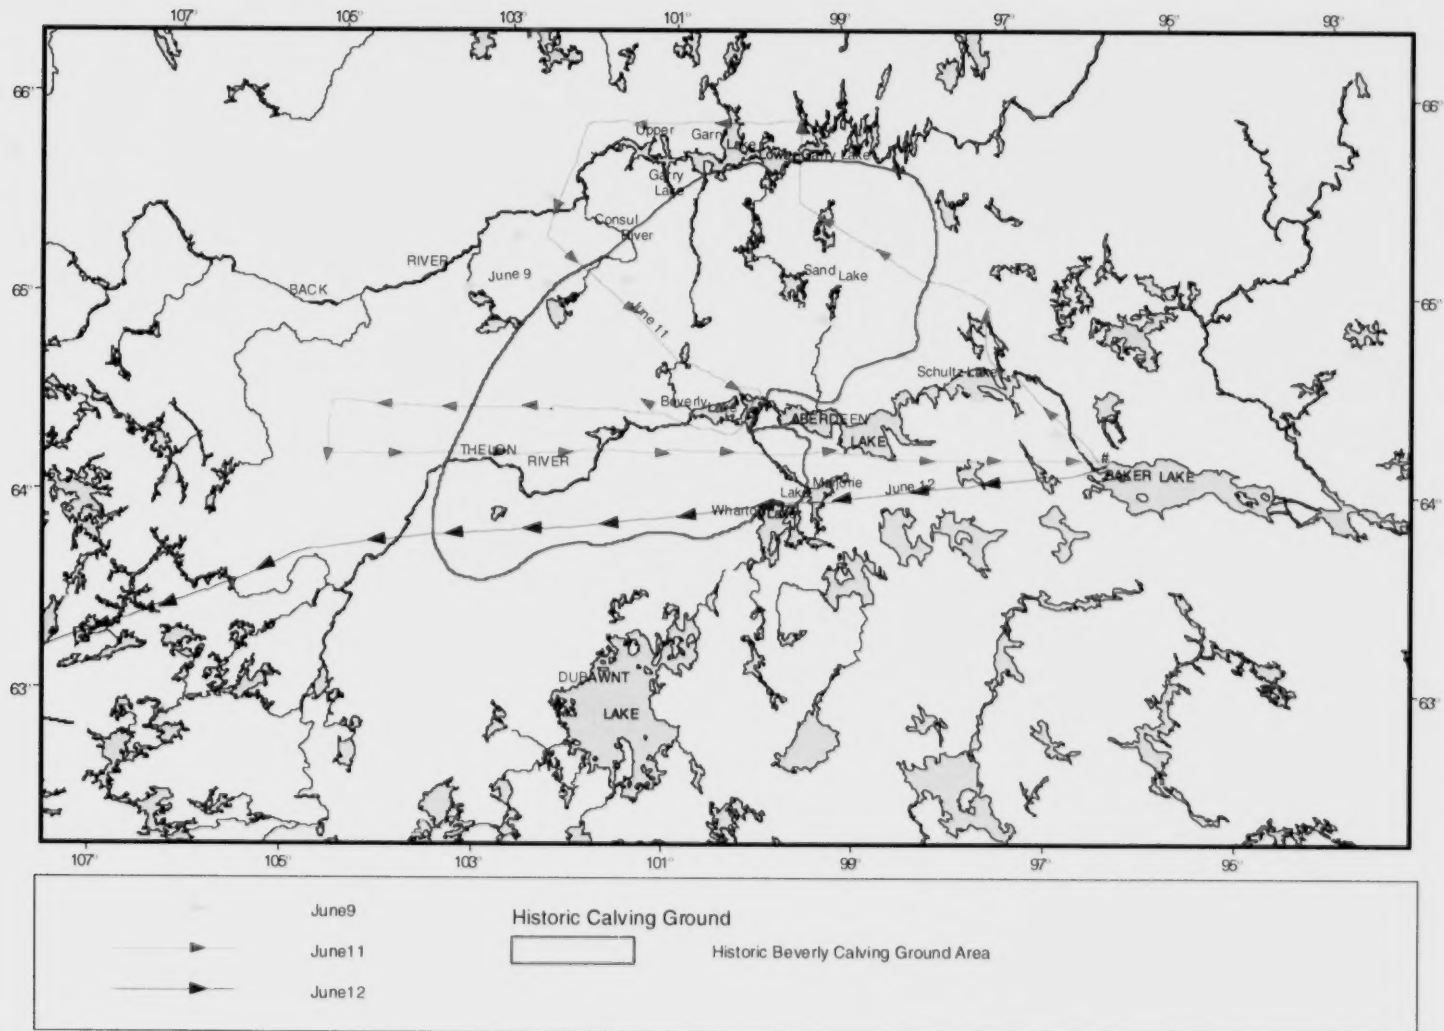 107° 105° 103° 101° 99° 97° 95° 93°
66° 66°
Upper Garry
Lake
Lower Garry Lake
Garry
Lake
Consul
River
RIVER
June 9
Sand Lake
65° 65°
BACK
June 11
Schultz Lake
Beverly Lake
ABERDEEN
LAKE
THELON
RIVER
#
BAKER LAKE
64° 64°
Marjorie
Lake
June 12
Wharton Lake
63° 63°
DUBAWNT
LAKE
107° 105° 103° 101° 99° 97° 95°
June9
Historic Calving Ground
June11
Historic Beverly Calving Ground Area
June12